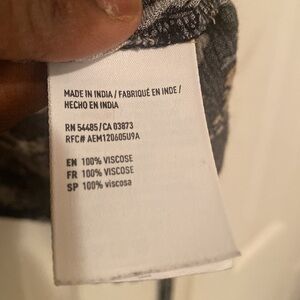 MADE IN INDIA / FABRIQUÉ EN INDE /
HECHO EN INDIA
RN 54485/CA 03873
RFC# AEM120605U9A
EN 100% VISCOSE
FR 100% VISCOSE
SP 100% viscosa